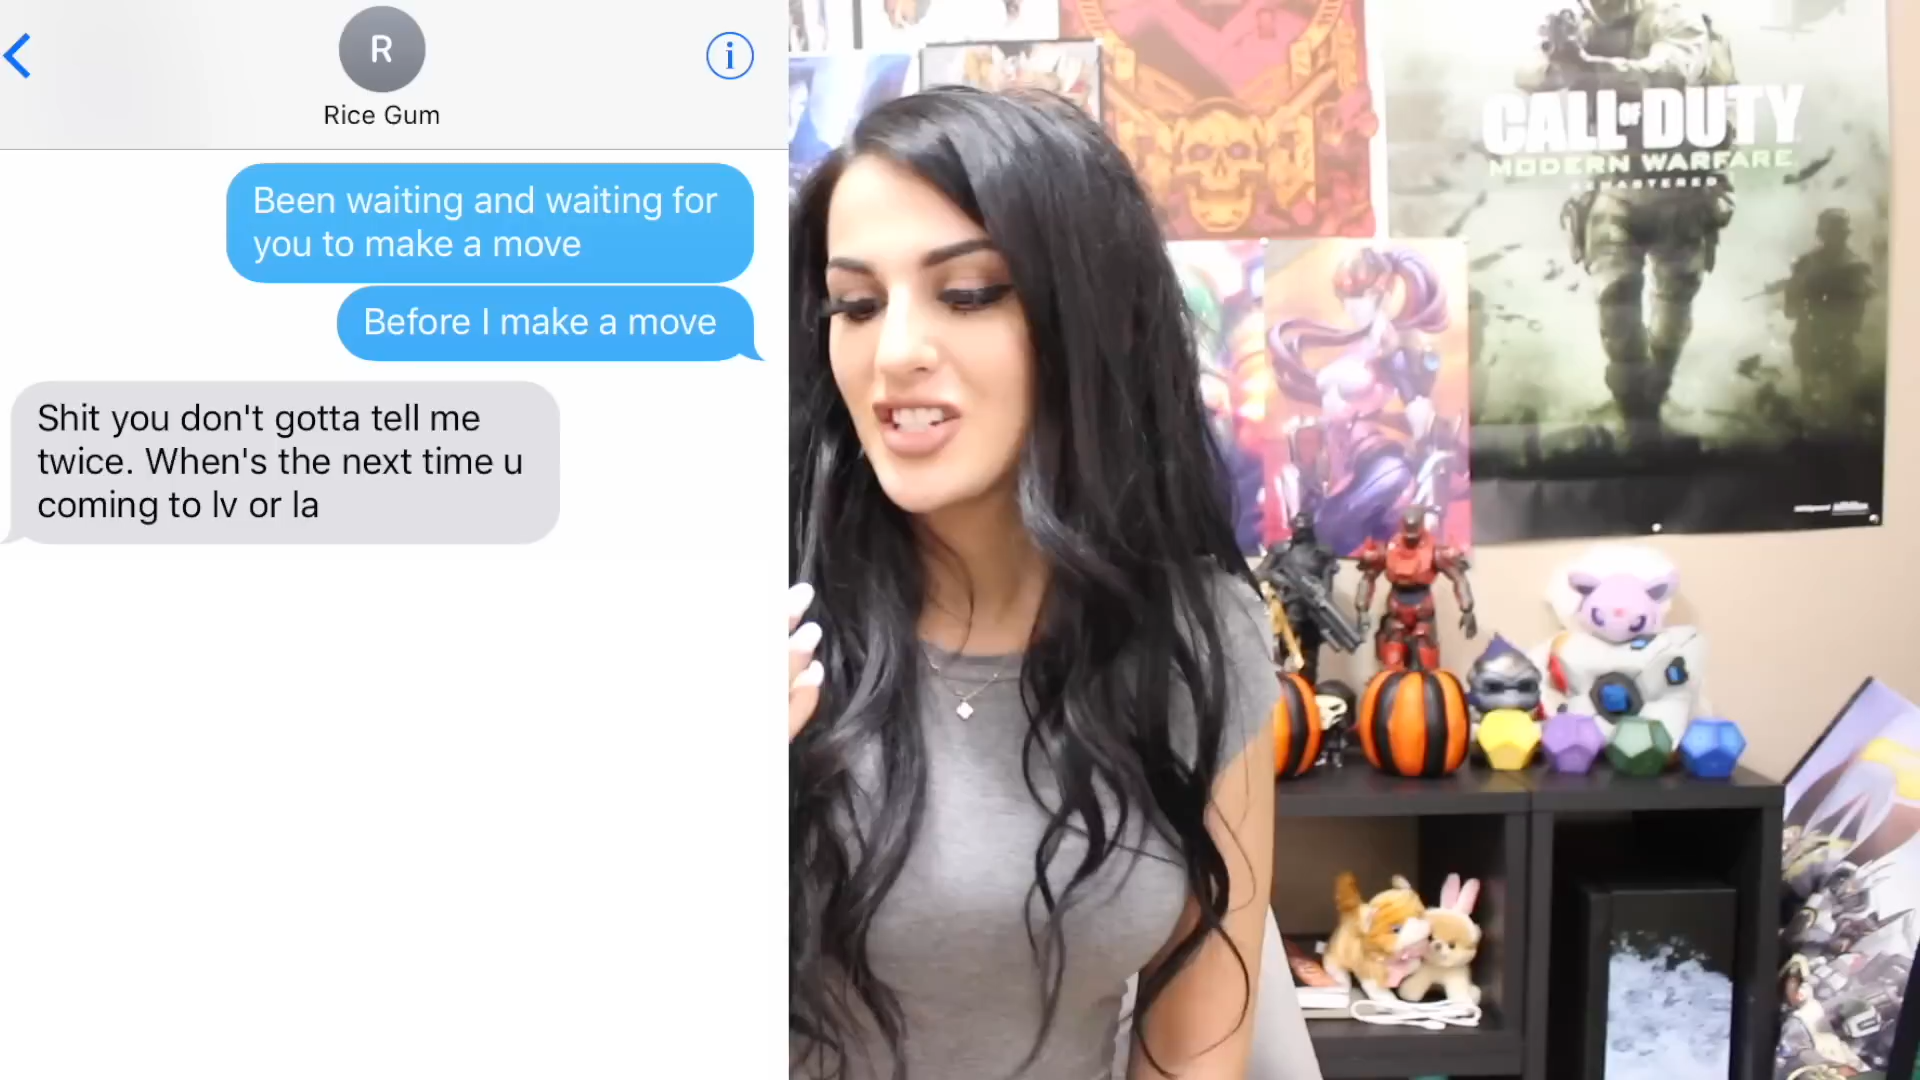 R
Rice Gum
Been waiting and waiting for
you to make a move
Before I make a move
Shit you don't gotta tell me
twice. When's the next time u
coming to lv or la
CALL OF DUTY
MODERN WARFARE
REMASTERED